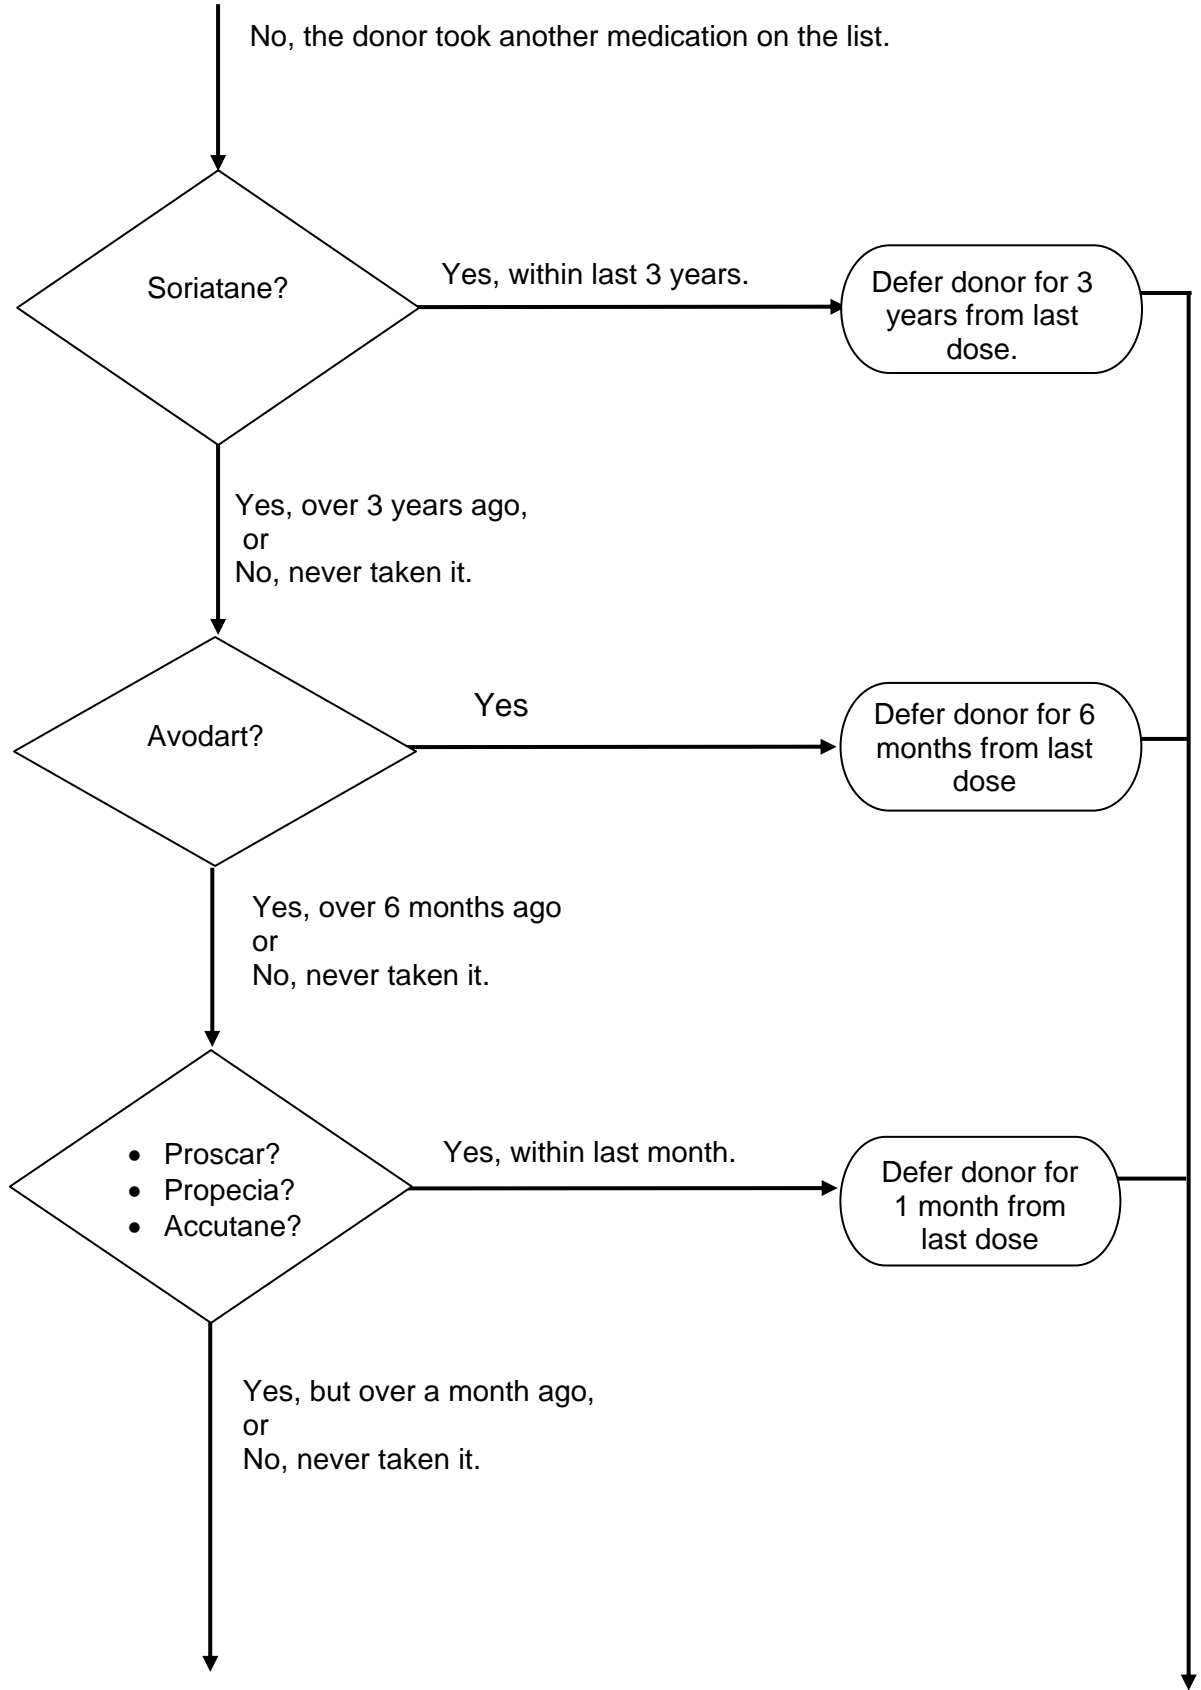 No, the donor took another medication on the list.
Soriatane?
Yes, within last 3 years.
Defer donor for 3
years from last
dose.
Yes, over 3 years ago,
or
No, never taken it.
Avodart?
Yes
Defer donor for 6
months from last
dose
Yes, over 6 months ago
or
No, never taken it.
• Proscar?
• Propecia?
• Accutane?
Yes, within last month.
Defer donor for
1 month from
last dose
Yes, but over a month ago,
or
No, never taken it.